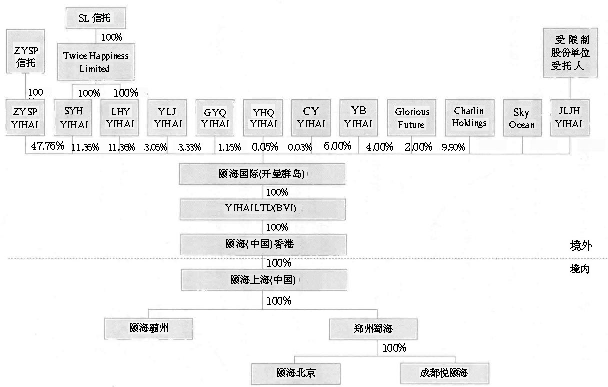 SL 信托
100%
ZYSP
信托
Twice Happiness
Limited
受 限 制
股份单位
受托人
100
100%
100%
ZYSP
YIHAI
SYH
YIHAI
LHY
YIHAI
YLJ
YIHAI
GYQ
YIHAI
YHQ
YIHAI
CY
YIHAI
YB
YIHAI
Glorious
Future
Charlin
Holdings
Sky
Ocean
JLJH
YIHAI
47.76%
11.36%
11.36%
3.05%
3.33%
1.15%
0.05%
0.03%
6.00%
4.00%
2.00%
9.90%
颐海国际(开曼群岛)
100%
YIHAI LTD(BVI)
100%
颐海(中国)香港
境外
100%
境内
颐海上海(中国)
100%
颐海霸州
郑州蜀海
100%
颐海北京
成都悦颐海